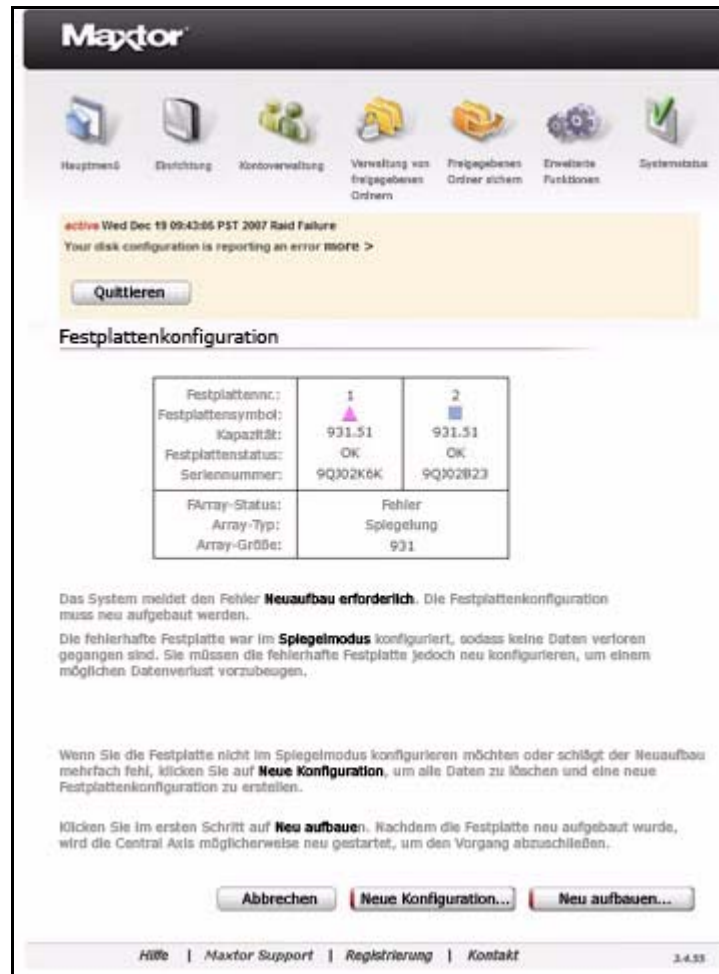 Maxtor
Hauptmenü
Einrichtung
Kontoverwaltung
Verwaltung von
freigegebenen
Ordnern
Freigegebenen
Ordner sichern
Erweiterte
Funktionen
Systemstatus
active Wed Dec 19 09:43:05 PST 2007 Raid Failure
Your disk configuration is reporting an error more >
Quittieren
Festplattenkonfiguration
Festplattennr.: 1 2
Festplattensymbol:
Kapazität: 931.51 931.51
Festplattenstatus: OK OK
Seriennummer: 9QJ02K6K 9QJ02B23
FArray-Status: Fehler
Array-Typ: Spiegelung
Array-Größe: 931
Das System meldet den Fehler Neuaufbau erforderlich. Die Festplattenkonfiguration
muss neu aufgebaut werden.
Die fehlerhafte Festplatte war im Spiegelmodus konfiguriert, sodass keine Daten verloren
gegangen sind. Sie müssen die fehlerhafte Festplatte jedoch neu konfigurieren, um einem
möglichen Datenverlust vorzubeugen.
Wenn Sie die Festplatte nicht im Spiegelmodus konfigurieren möchten oder schlägt der Neuaufbau
mehrfach fehl, klicken Sie auf Neue Konfiguration, um alle Daten zu löschen und eine neue
Festplattenkonfiguration zu erstellen.
Klicken Sie im ersten Schritt auf Neu aufbauen. Nachdem die Festplatte neu aufgebaut wurde,
wird die Central Axis möglicherweise neu gestartet, um den Vorgang abzuschließen.
Abbrechen Neue Konfiguration... Neu aufbauen...
Hilfe | Maxtor Support | Registrierung | Kontakt 3.4.55